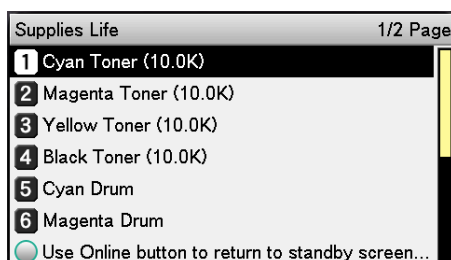 Supplies Life 1/2 Page
1 Cyan Toner (10.0K)
2 Magenta Toner (10.0K)
3 Yellow Toner (10.0K)
4 Black Toner (10.0K)
5 Cyan Drum
6 Magenta Drum
Use Online button to return to standby screen...